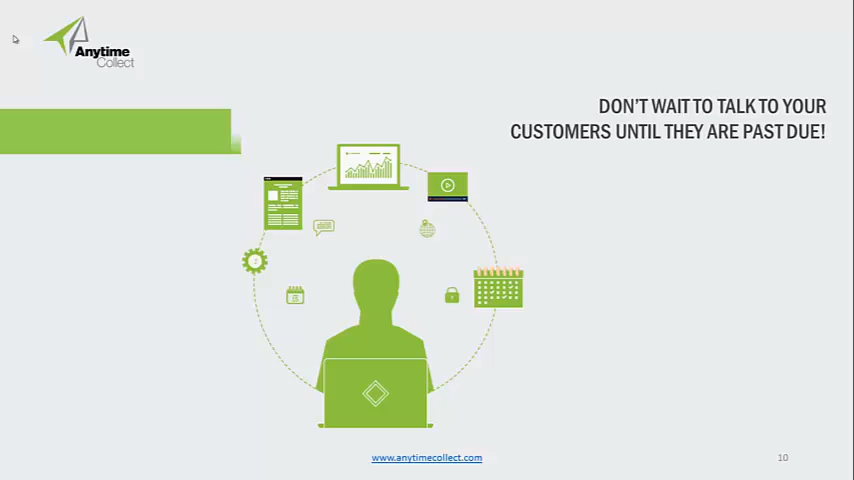 Anytime
Collect
DON'T WAIT TO TALK TO YOUR
CUSTOMERS UNTIL THEY ARE PAST DUE!
www.anytimecollect.com
10